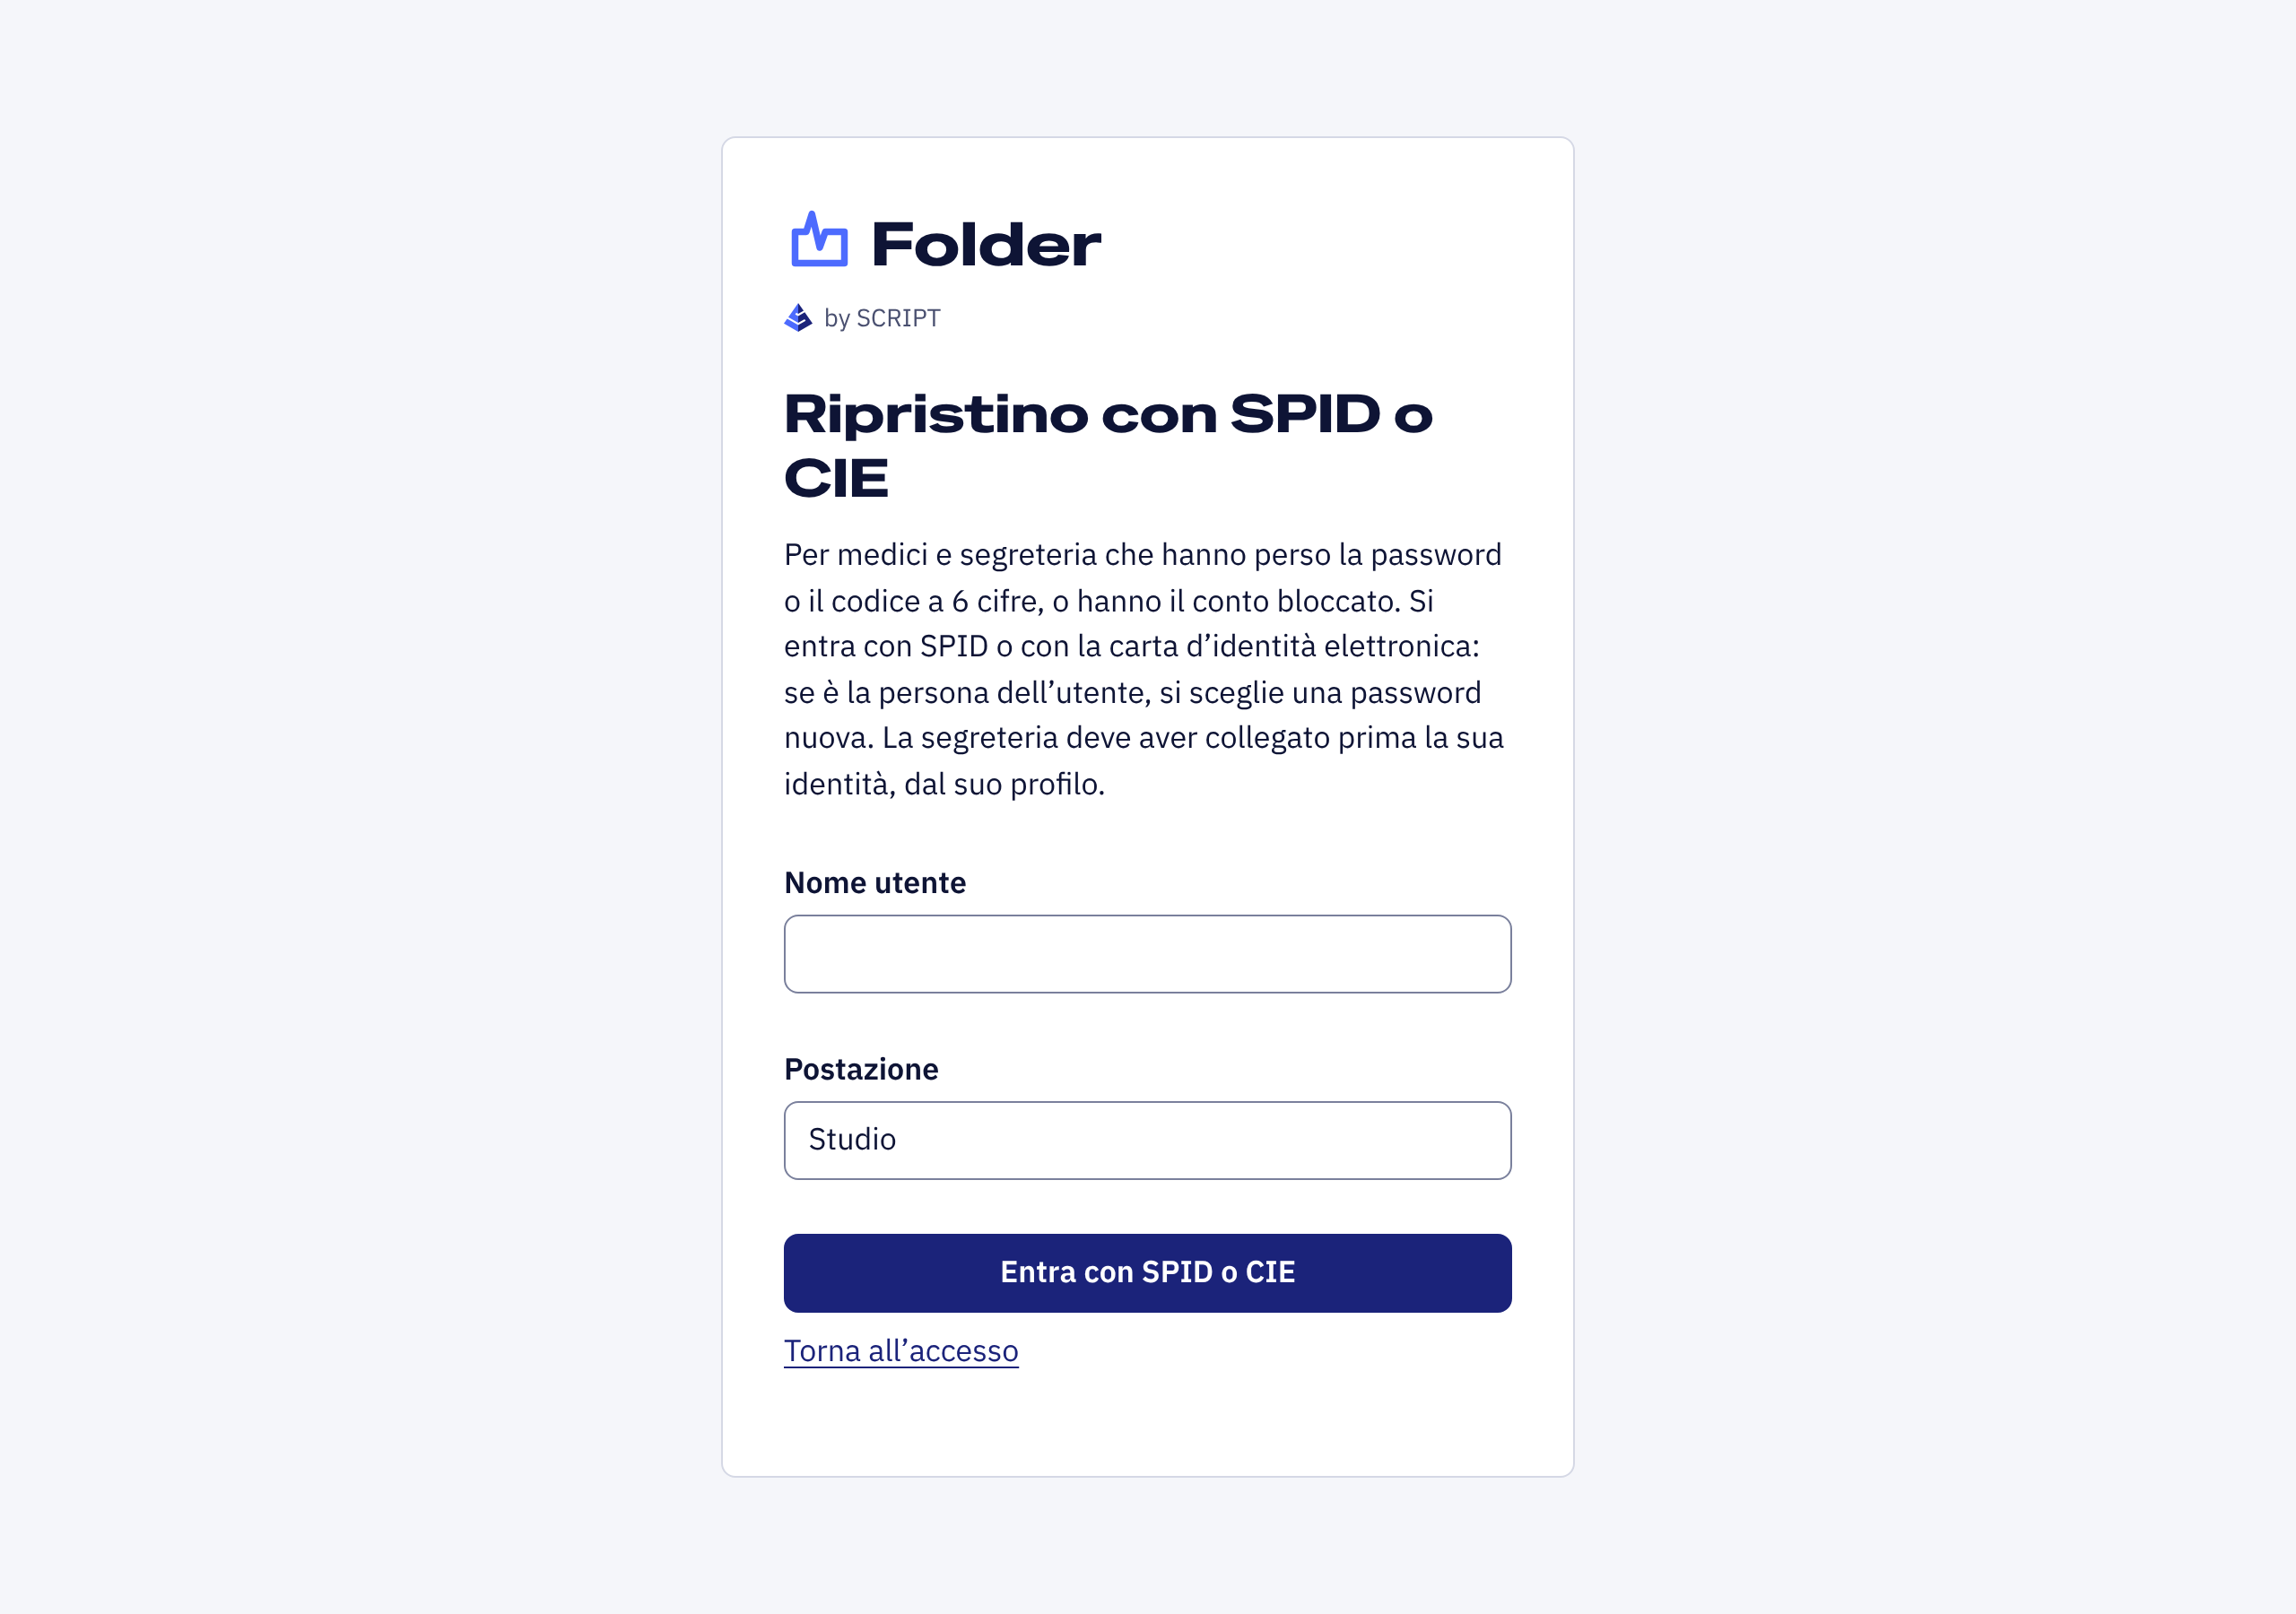 Folder
by SCRIPT
Ripristino con SPID o
CIE
Per medici e segreteria che hanno perso la password
o il codice a 6 cifre, o hanno il conto bloccato. Si
entra con SPID o con la carta d’identità elettronica:
se è la persona dell’utente, si sceglie una password
nuova. La segreteria deve aver collegato prima la sua
identità, dal suo profilo.
Nome utente
Postazione
Studio
Entra con SPID o CIE
Torna all’accesso